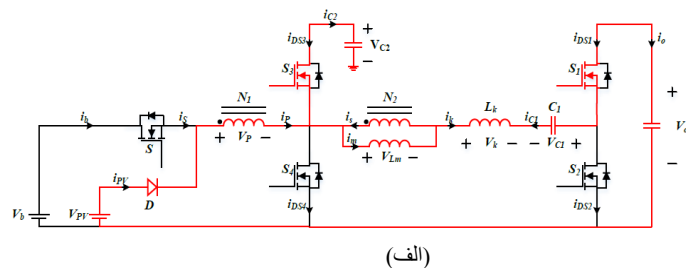 i_C2
i_DS3
+
V_C2
−
S_3
i_DS1
i_o
S_1
N_1
N_2
L_k
C_1
i_b
i_S
i_P
i_s
i_k
i_C1
+
S
+ V_P −
i_m
+ V_Lm −
+ V_k −
− V_C1 +
V_o
−
i_PV
D
S_4
S_2
V_b
V_PV
i_DS4
i_DS2
(الف)